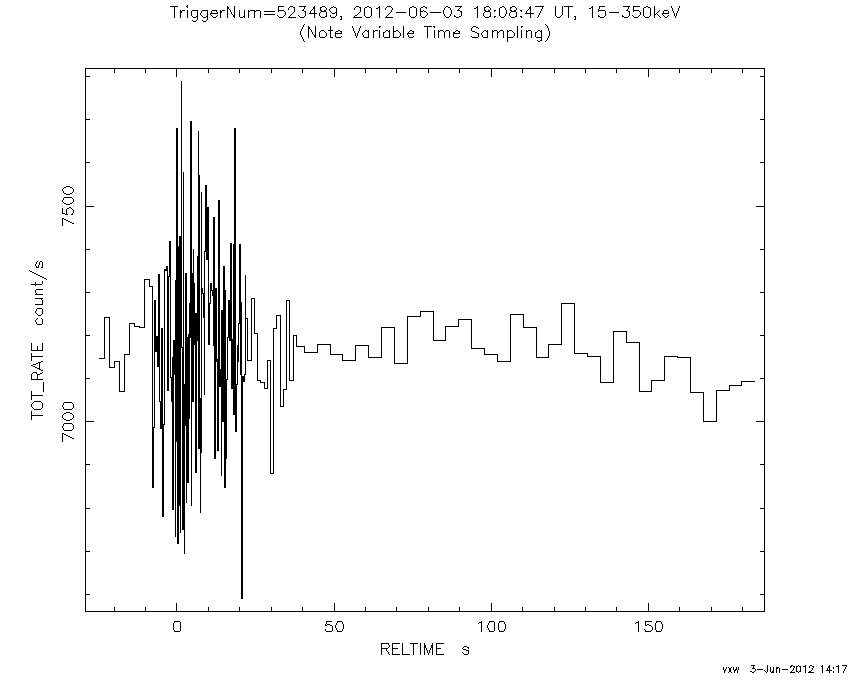 TriggerNum=523489, 2012-06-03 18:08:47 UT, 15-350keV
(Note Variable Time Sampling)
TOT_RATE count/s
7500
7000
0 50 100 150
RELTIME s
vxw 3-Jun-2012 14:17